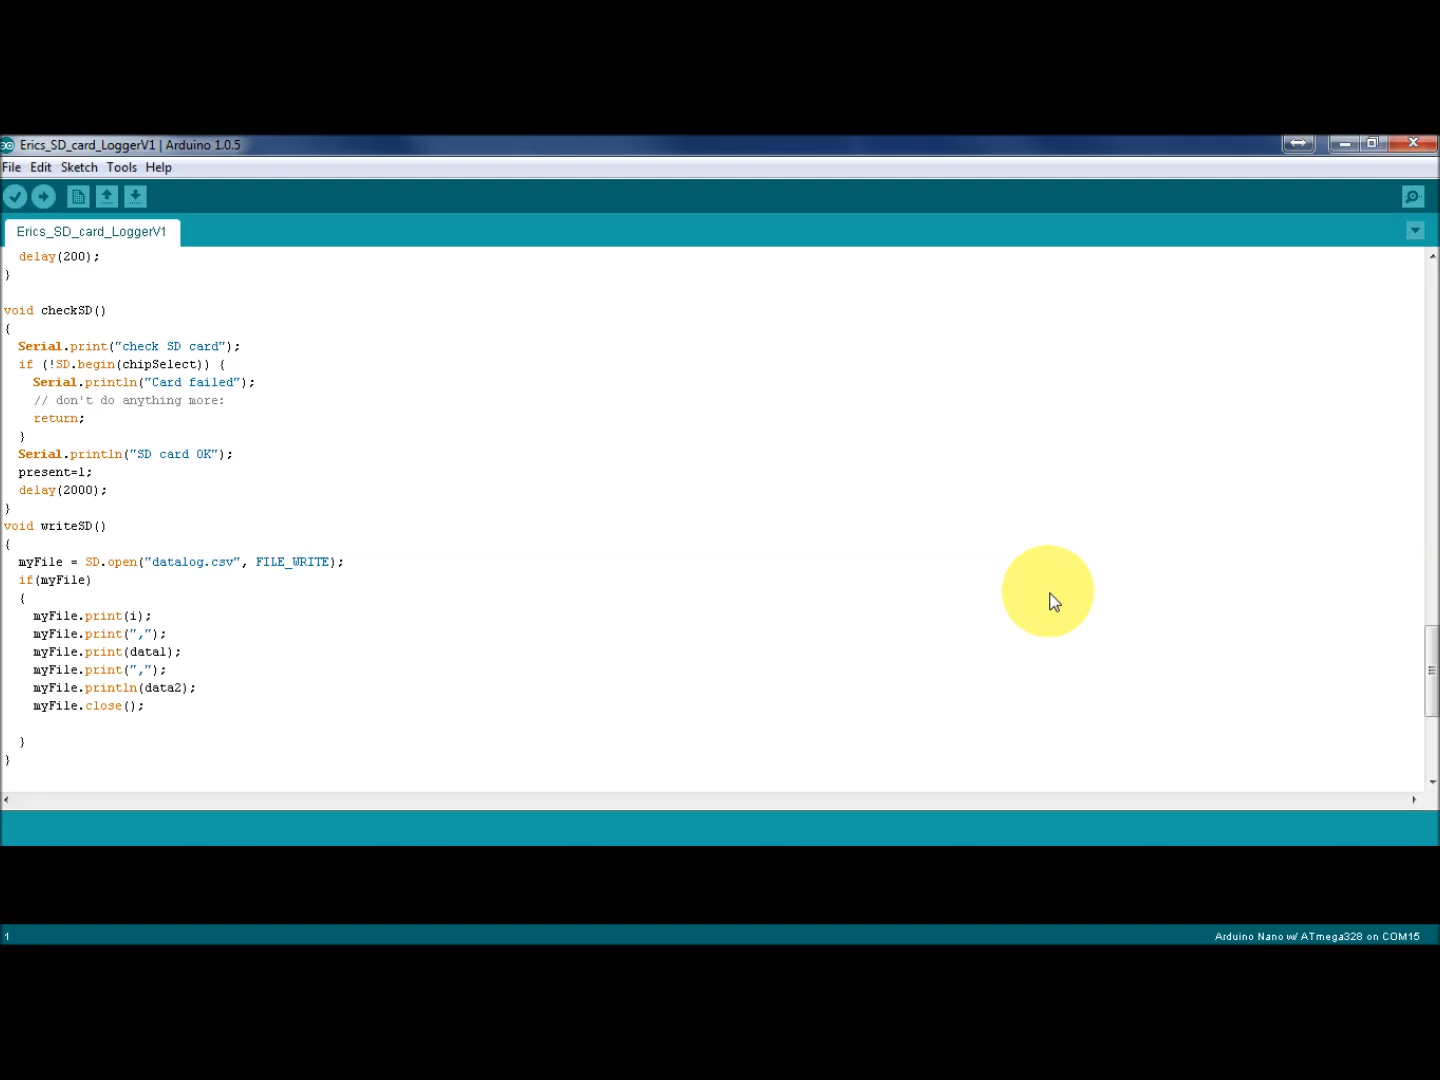 Erics_SD_card_LoggerV1 | Arduino 1.0.5
File Edit Sketch Tools Help
Erics_SD_card_LoggerV1
delay(200);
}
void checkSD()
{
Serial.print("check SD card");
if (!SD.begin(chipSelect)) {
Serial.println("Card failed");
// don't do anything more:
return;
}
Serial.println("SD card OK");
present=1;
delay(2000);
}
void writeSD()
{
myFile = SD.open("datalog.csv", FILE_WRITE);
if(myFile)
{
myFile.print(i);
myFile.print(",");
myFile.print(data1);
myFile.print(",");
myFile.println(data2);
myFile.close();
}
}
1 Arduino Nano w/ ATmega328 on COM15